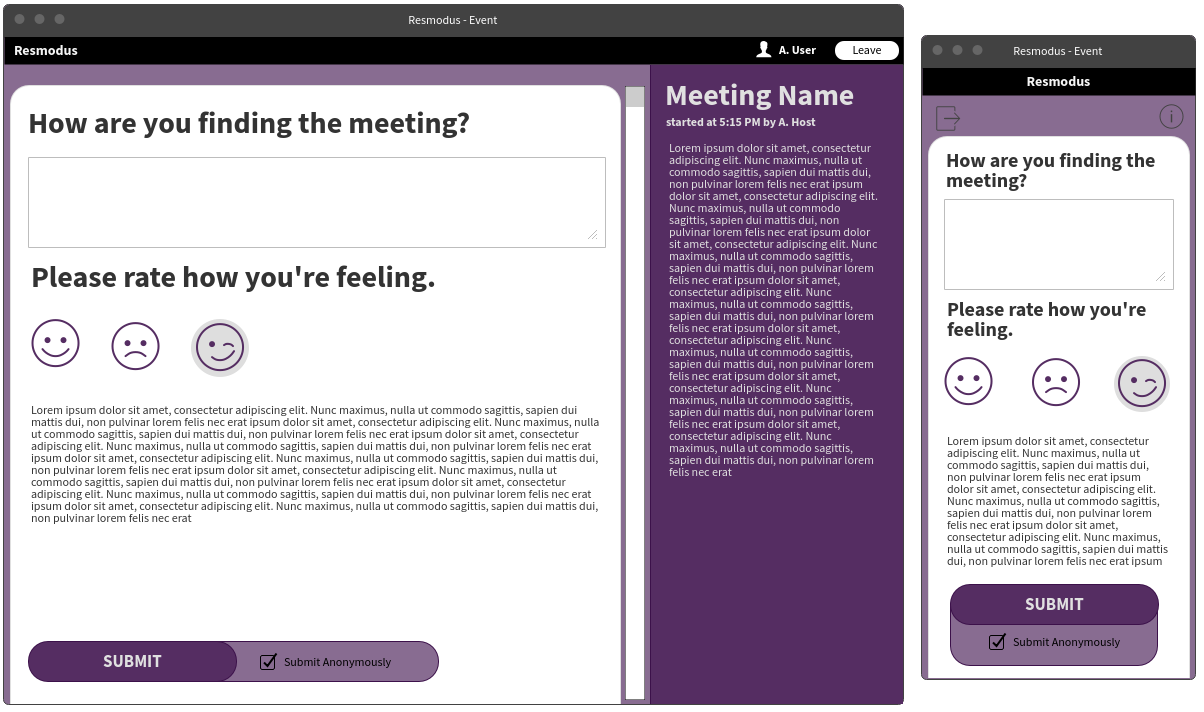 Resmodus - Event
Resmodus
A. User
Leave
How are you finding the meeting?
Please rate how you're feeling.
Lorem ipsum dolor sit amet, consectetur adipiscing elit. Nunc maximus, nulla ut commodo sagittis, sapien dui
mattis dui, non pulvinar lorem felis nec erat ipsum dolor sit amet, consectetur adipiscing elit. Nunc maximus, nulla
ut commodo sagittis, sapien dui mattis dui, non pulvinar lorem felis nec erat ipsum dolor sit amet, consectetur
adipiscing elit. Nunc maximus, nulla ut commodo sagittis, sapien dui mattis dui, non pulvinar lorem felis nec erat
ipsum dolor sit amet, consectetur adipiscing elit. Nunc maximus, nulla ut commodo sagittis, sapien dui mattis dui,
non pulvinar lorem felis nec erat ipsum dolor sit amet, consectetur adipiscing elit. Nunc maximus, nulla ut
commodo sagittis, sapien dui mattis dui, non pulvinar lorem felis nec erat ipsum dolor sit amet, consectetur
adipiscing elit. Nunc maximus, nulla ut commodo sagittis, sapien dui mattis dui, non pulvinar lorem felis nec erat
ipsum dolor sit amet, consectetur adipiscing elit. Nunc maximus, nulla ut commodo sagittis, sapien dui mattis dui,
non pulvinar lorem felis nec erat
SUBMIT
Submit Anonymously
Meeting Name
started at 5:15 PM by A. Host
Lorem ipsum dolor sit amet, consectetur
adipiscing elit. Nunc maximus, nulla ut
commodo sagittis, sapien dui mattis dui,
non pulvinar lorem felis nec erat ipsum
dolor sit amet, consectetur adipiscing elit.
Nunc maximus, nulla ut commodo
sagittis, sapien dui mattis dui, non
pulvinar lorem felis nec erat ipsum dolor
sit amet, consectetur adipiscing elit. Nunc
maximus, nulla ut commodo sagittis,
sapien dui mattis dui, non pulvinar lorem
felis nec erat ipsum dolor sit amet,
consectetur adipiscing elit. Nunc
maximus, nulla ut commodo sagittis,
sapien dui mattis dui, non pulvinar lorem
felis nec erat ipsum dolor sit amet,
consectetur adipiscing elit. Nunc
maximus, nulla ut commodo sagittis,
sapien dui mattis dui, non pulvinar lorem
felis nec erat ipsum dolor sit amet,
consectetur adipiscing elit. Nunc
maximus, nulla ut commodo sagittis,
sapien dui mattis dui, non pulvinar lorem
felis nec erat ipsum dolor sit amet,
consectetur adipiscing elit. Nunc
maximus, nulla ut commodo sagittis,
sapien dui mattis dui, non pulvinar lorem
felis nec erat
Resmodus - Event
Resmodus
i
How are you finding the
meeting?
Please rate how you're
feeling.
Lorem ipsum dolor sit amet, consectetur
adipiscing elit. Nunc maximus, nulla ut
commodo sagittis, sapien dui mattis dui,
non pulvinar lorem felis nec erat ipsum
dolor sit amet, consectetur adipiscing elit.
Nunc maximus, nulla ut commodo sagittis,
sapien dui mattis dui, non pulvinar lorem
felis nec erat ipsum dolor sit amet,
consectetur adipiscing elit. Nunc maximus,
nulla ut commodo sagittis, sapien dui mattis
dui, non pulvinar lorem felis nec erat ipsum
SUBMIT
Submit Anonymously